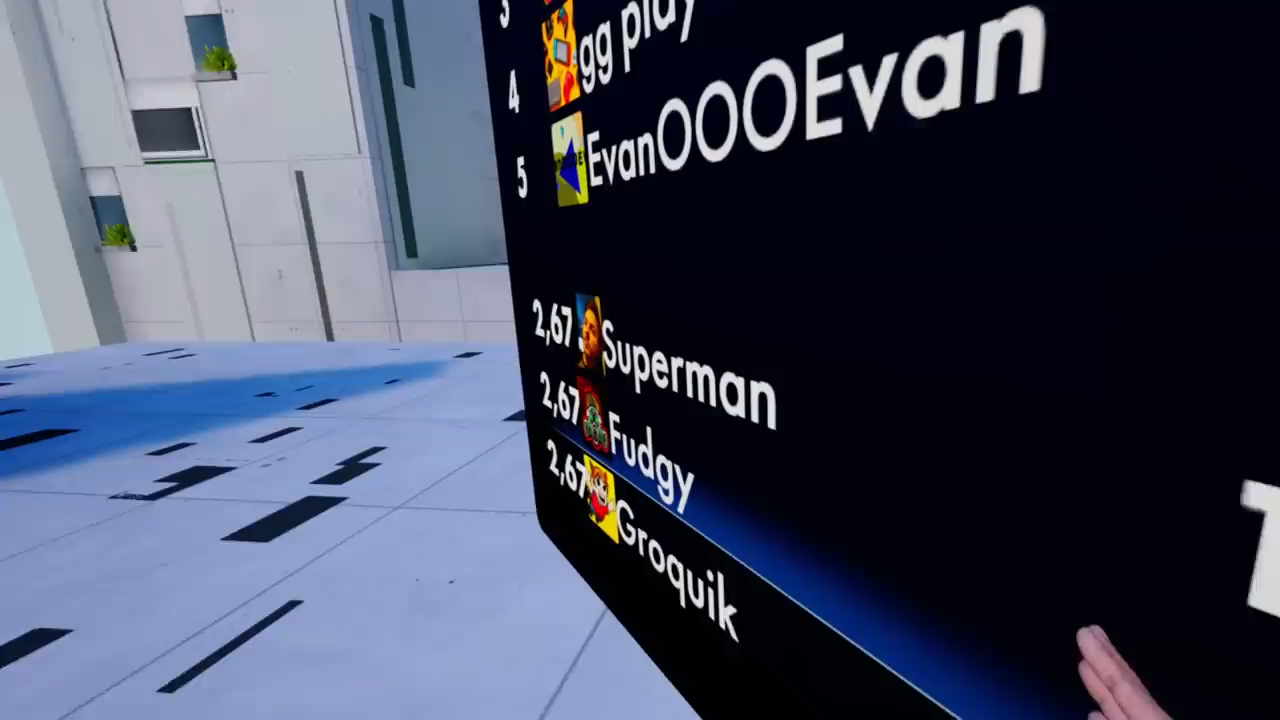 3
4 gg play
5 EvanOOOEvan
2,67 Superman
2,67 Fudgy
2,67 Groquik